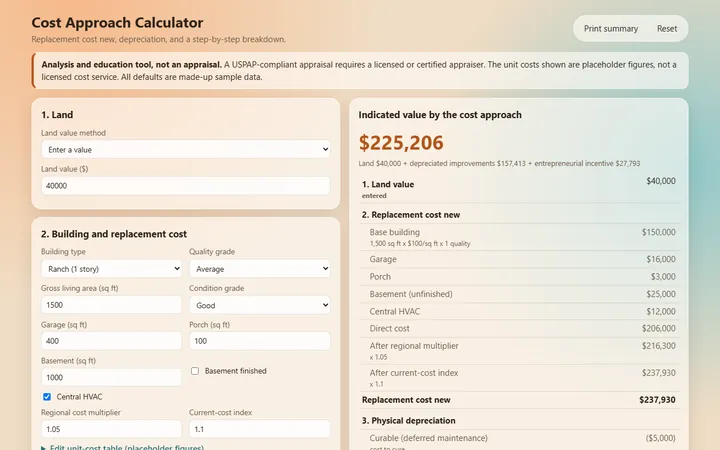 Cost Approach Calculator
Replacement cost new, depreciation, and a step-by-step breakdown.
Print summary
Reset
Analysis and education tool, not an appraisal. A USPAP-compliant appraisal requires a licensed or certified appraiser. The unit costs shown are placeholder figures, not a
licensed cost service. All defaults are made-up sample data.
1. Land
Land value method
Enter a value
Land value ($)
40000
2. Building and replacement cost
Building type
Quality grade
Ranch (1 story)
Average
Gross living area (sq ft)
Condition grade
1500
Good
Garage (sq ft)
Porch (sq ft)
400
100
Basement (sq ft)
1000
Basement finished
Central HVAC
Regional cost multiplier
Current-cost index
1.05
1.1
Edit unit-cost table (placeholder figures)
Indicated value by the cost approach
$225,206
Land $40,000 + depreciated improvements $157,413 + entrepreneurial incentive $27,793
1. Land value $40,000
entered
2. Replacement cost new
Base building $150,000
1,500 sq ft x $100/sq ft x 1 quality
Garage $16,000
Porch $3,000
Basement (unfinished) $25,000
Central HVAC $12,000
Direct cost $206,000
After regional multiplier $216,300
x 1.05
After current-cost index $237,930
x 1.1
Replacement cost new $237,930
3. Physical depreciation
Curable (deferred maintenance) ($5,000)
cost to cure